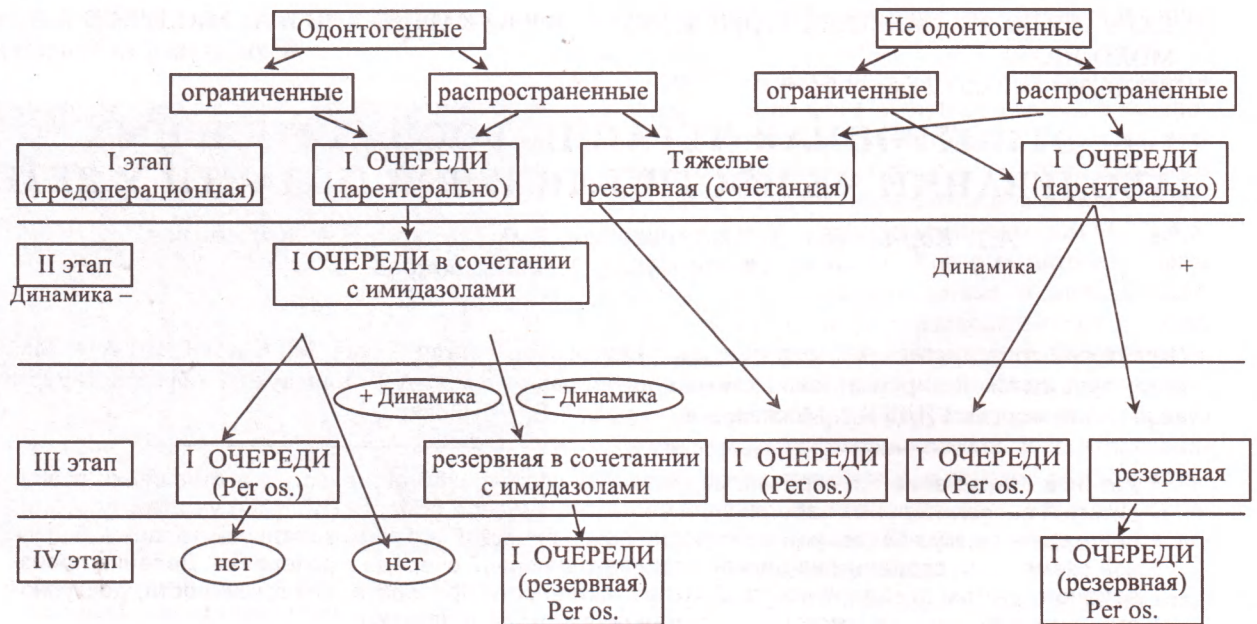 Одонтогенные
Не одонтогенные
ограниченные
распространенные
ограниченные
распространенные
I этап
(предоперационная)
I ОЧЕРЕДИ
(парентерально)
Тяжелые
резервная (сочетанная)
I ОЧЕРЕДИ
(парентерально)
II этап
Динамика –
I ОЧЕРЕДИ в сочетании
с имидазолами
Динамика +
+ Динамика
– Динамика
III этап
I ОЧЕРЕДИ
(Per os.)
резервная в сочетаннии
с имидазолами
I ОЧЕРЕДИ
(Per os.)
I ОЧЕРЕДИ
(Per os.)
резервная
IV этап
нет
нет
I ОЧЕРЕДИ
(резервная)
Per os.
I ОЧЕРЕДИ
(резервная)
Per os.